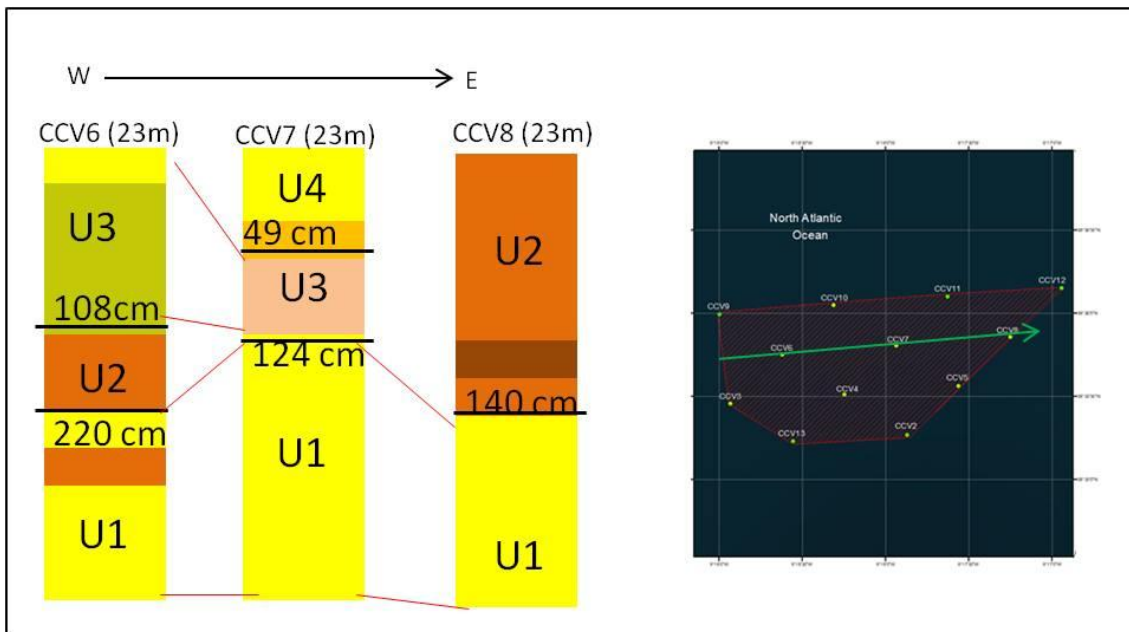 W E
CCV6 (23m) CCV7 (23m) CCV8 (23m)
U3
108cm
U2
220 cm
U1
U4
49 cm
U3
124 cm
U1
U2
140 cm
U1
North Atlantic
Ocean
CCV12
CCV11
CCV10
CCV9
CCV8
CCV7
CCV6
CCV5
CCV4
CCV3
CCV2
CCV13